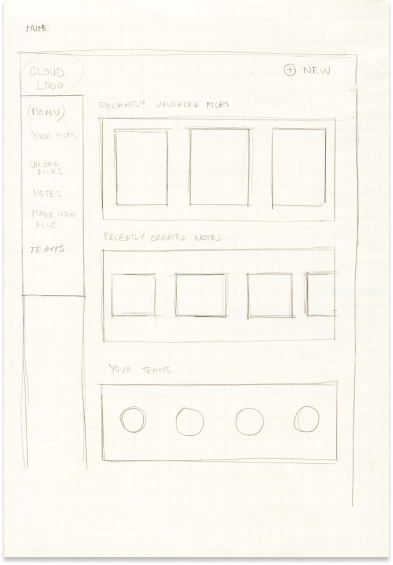 HOME
CLOUD
LOGO
⊕ NEW
(MENU)
YOUR FILES
UPLOAD
FILES
NOTES
MAKE NEW
FILE
TEAMS
RECENTLY UPLOADED FILES
RECENTLY CREATED NOTES
YOUR TEAMS